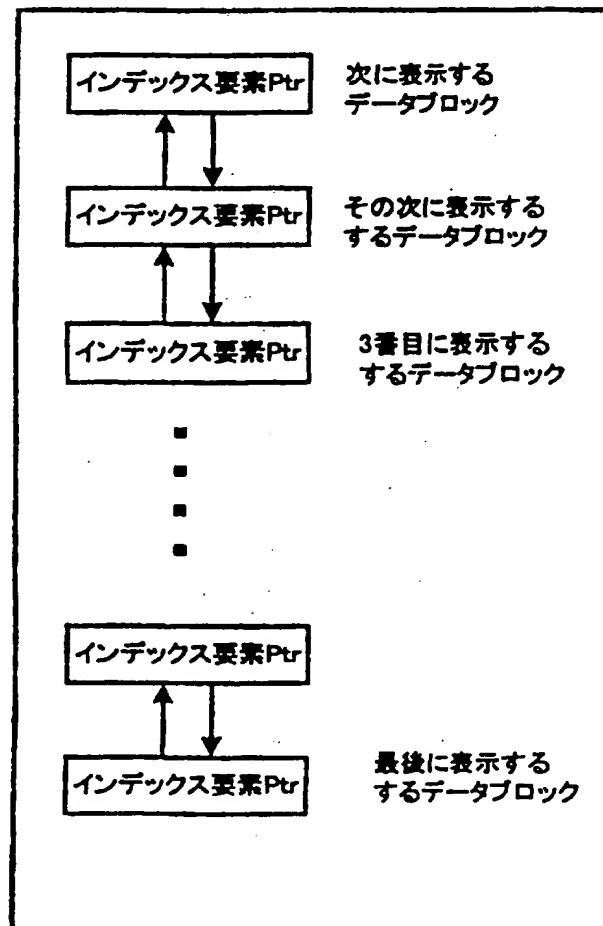 インデックス要素Ptr
次に表示する
データブロック
インデックス要素Ptr
その次に表示する
するデータブロック
インデックス要素Ptr
3番目に表示する
するデータブロック
インデックス要素Ptr
インデックス要素Ptr
最後に表示する
するデータブロック